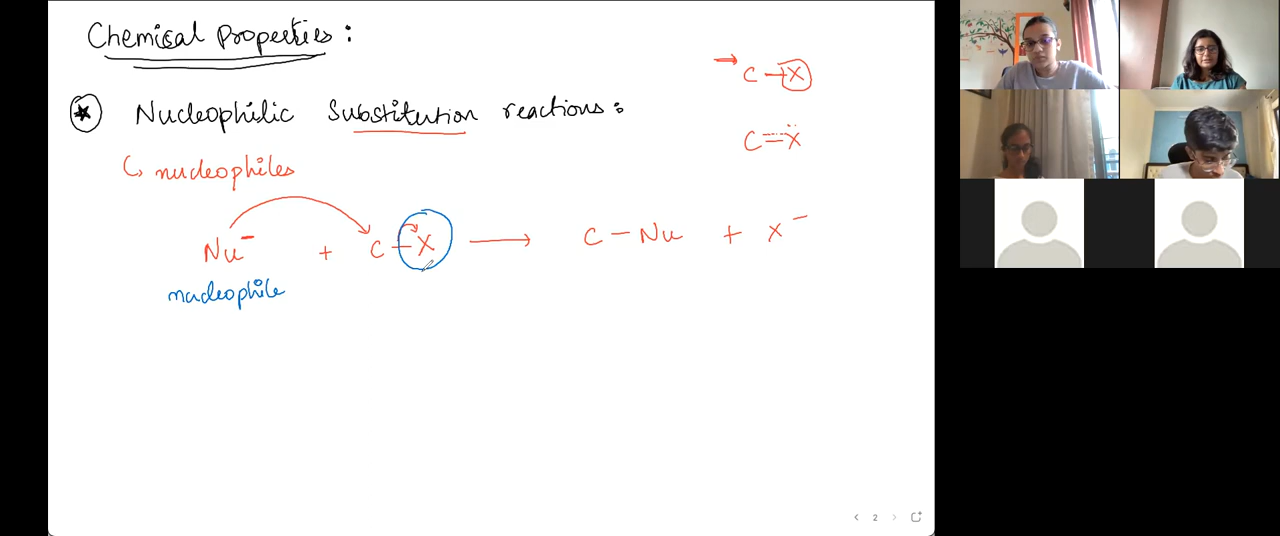 Chemical Properties:
→ C - X
* Nucleophilic Substitution reactions:
C = X
↳ nucleophiles
Nu⁻ + C - X ⟶ C - Nu + X⁻
nucleophile
2